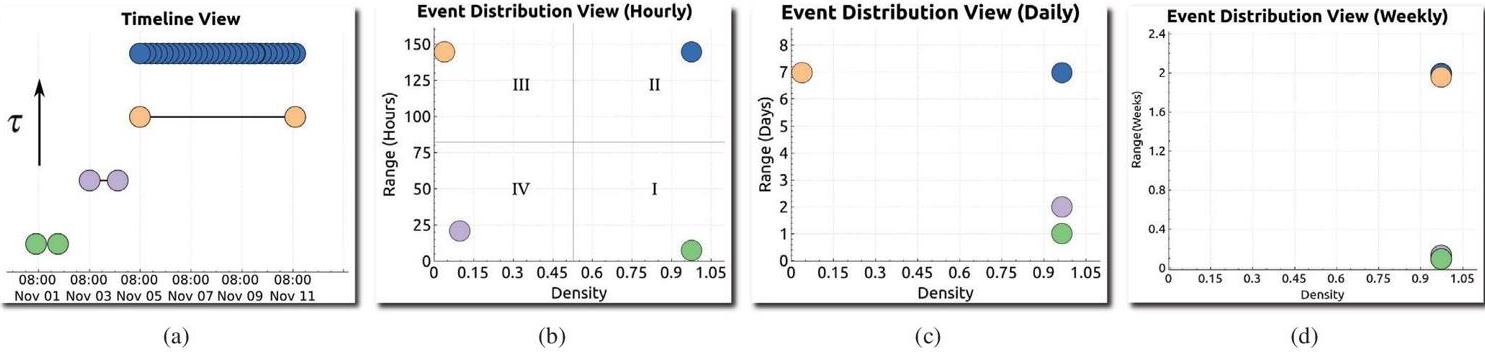 Timeline View
τ
08:00 08:00 08:00 08:00 08:00 08:00
Nov 01 Nov 03 Nov 05 Nov 07 Nov 09 Nov 11
(a)
Event Distribution View (Hourly)
Range (Hours)
150
125
100
75
50
25
0
III II
IV I
0 0.15 0.3 0.45 0.6 0.75 0.9 1.05
Density
(b)
Event Distribution View (Daily)
Range (Days)
8
7
6
5
4
3
2
1
0
0 0.15 0.3 0.45 0.6 0.75 0.9 1.05
Density
(c)
Event Distribution View (Weekly)
Range(Weeks)
2.4
2
1.6
1.2
0.8
0.4
0
0 0.15 0.3 0.45 0.6 0.75 0.9 1.05
Density
(d)